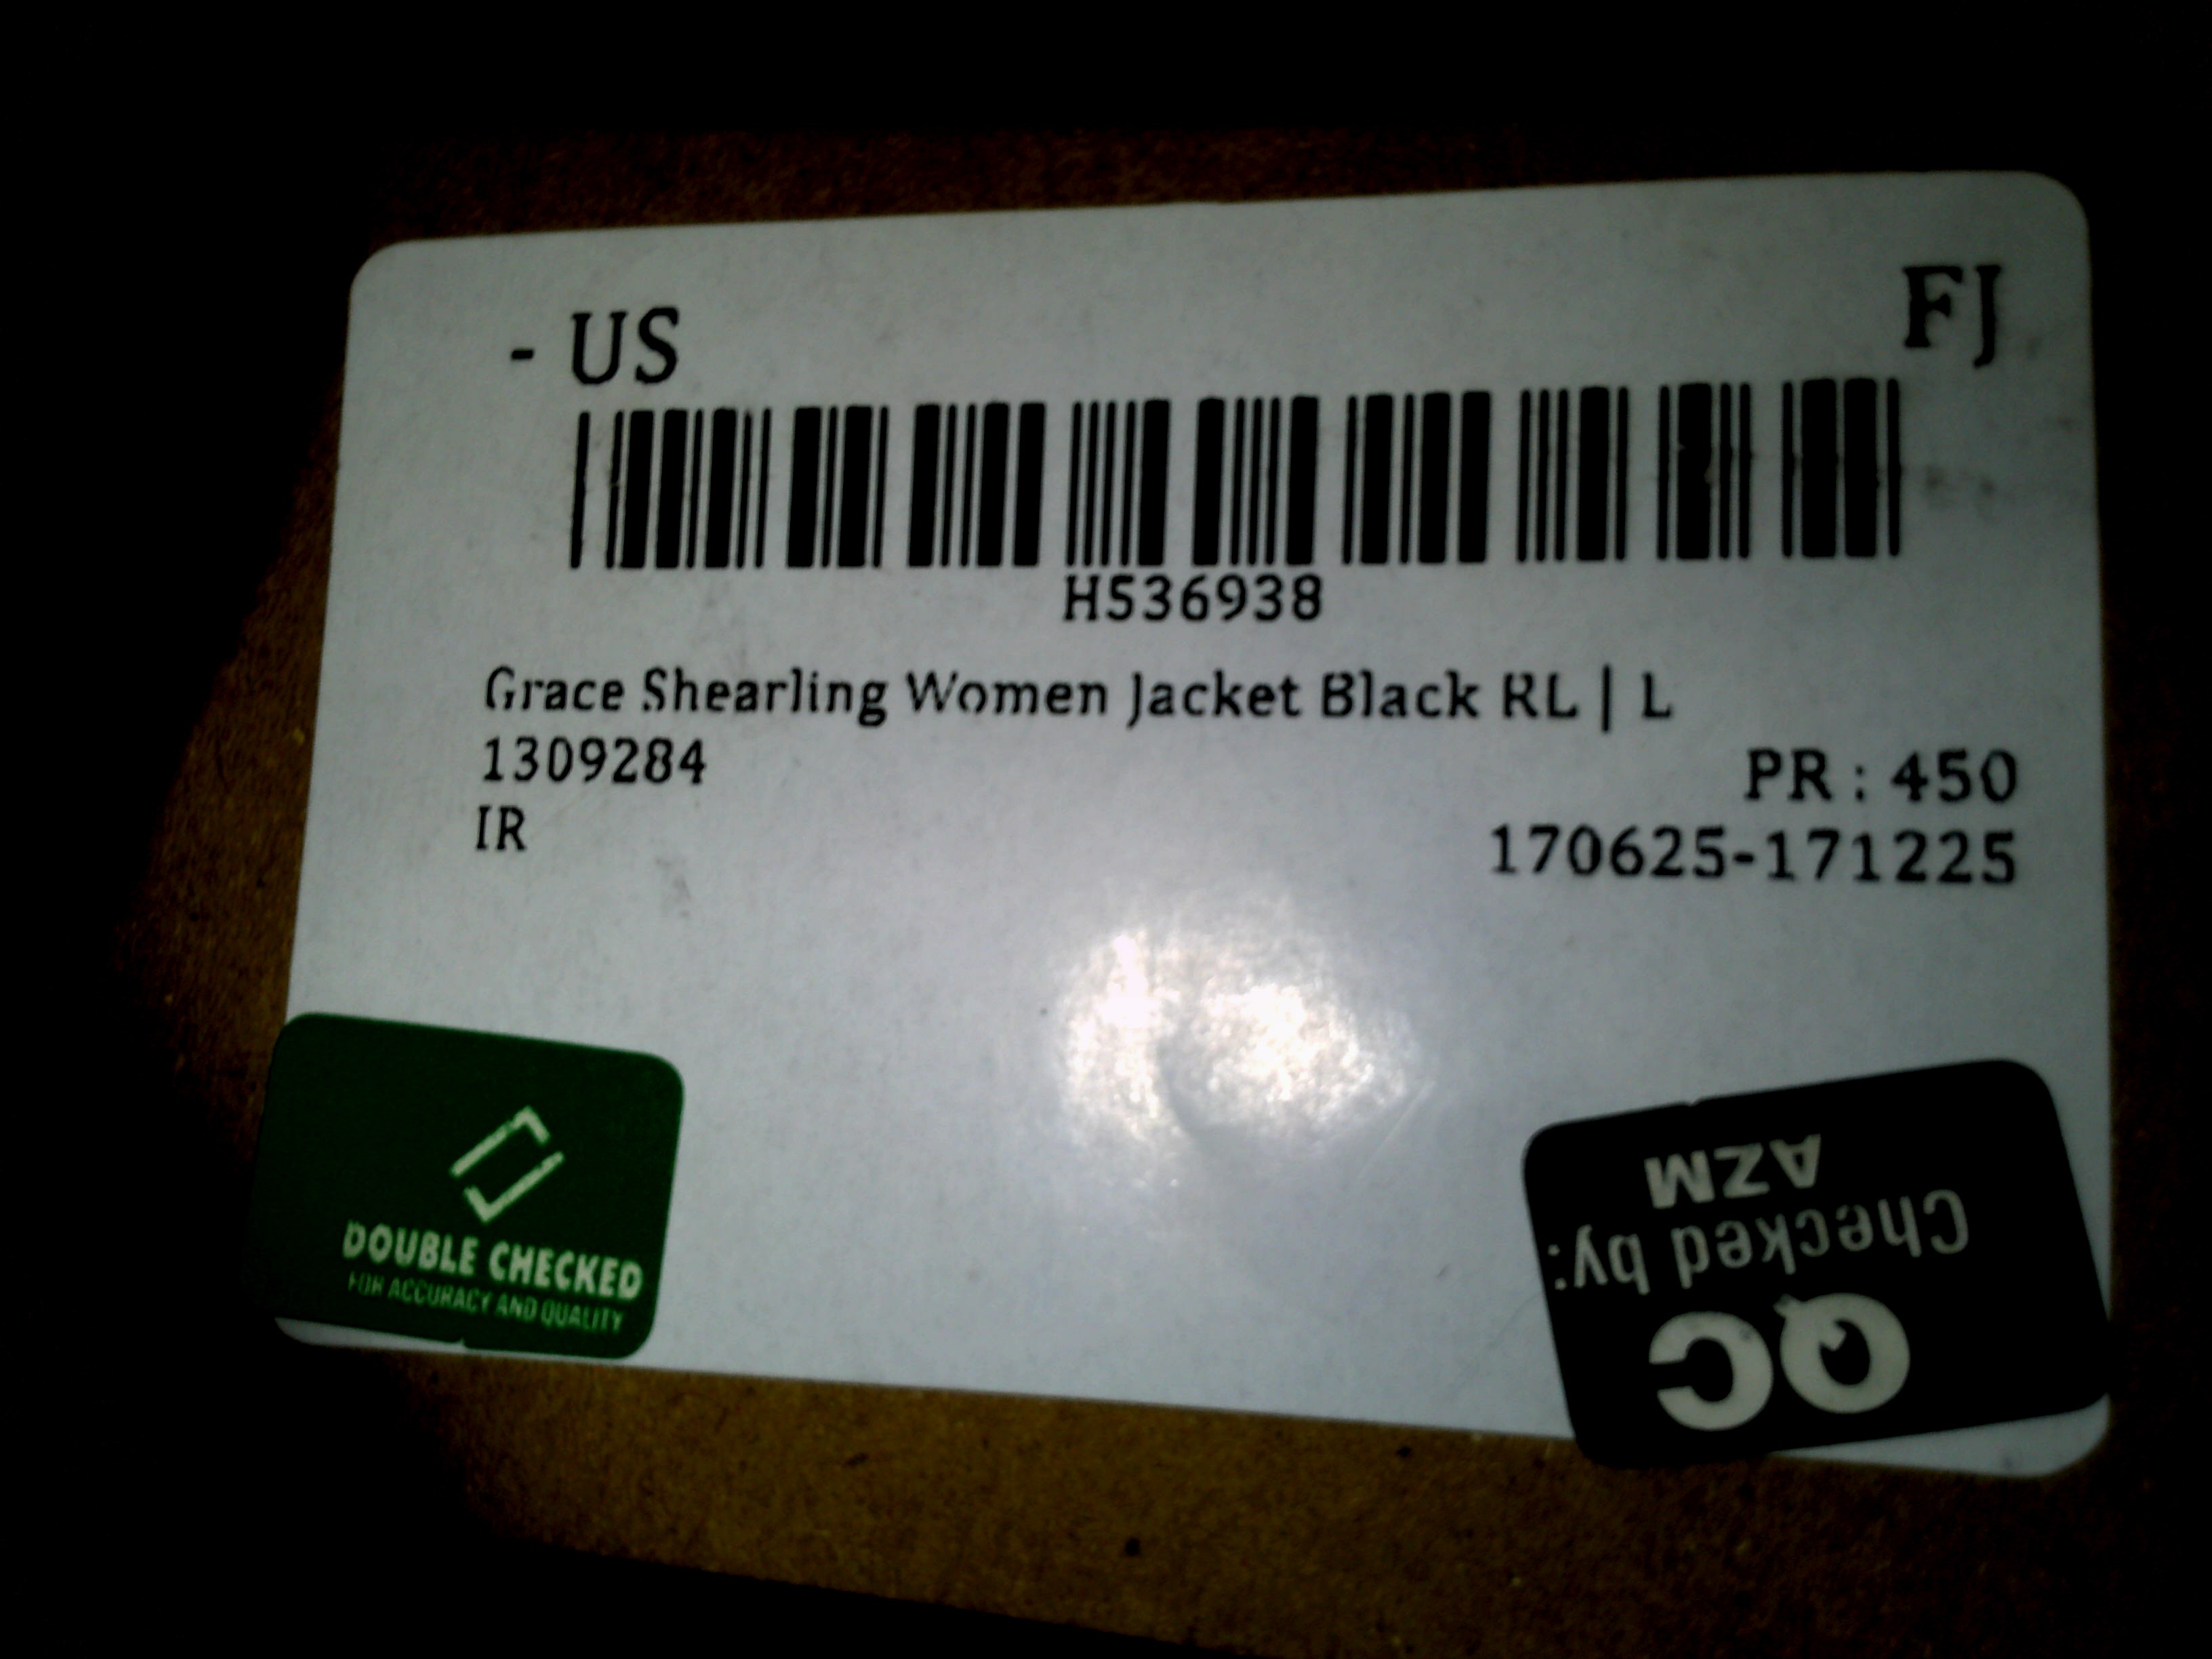 - US
FJ
H536938
Grace Shearling Women Jacket Black RL | L
1309284
PR : 450
IR
170625-171225
DOUBLE CHECKED
FOR ACCURACY AND QUALITY
QC
Checked by:
AZM